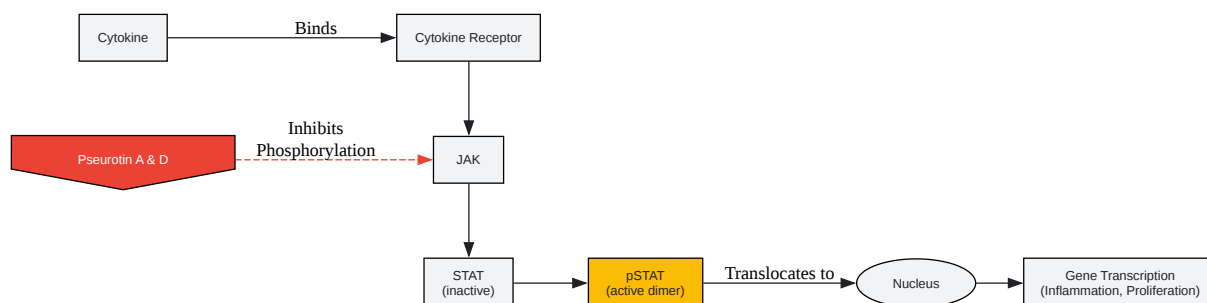 Cytokine
Binds
Cytokine Receptor
Pseurotin A & D
Inhibits
Phosphorylation
JAK
STAT
(inactive)
pSTAT
(active dimer)
Translocates to
Nucleus
Gene Transcription
(Inflammation, Proliferation)